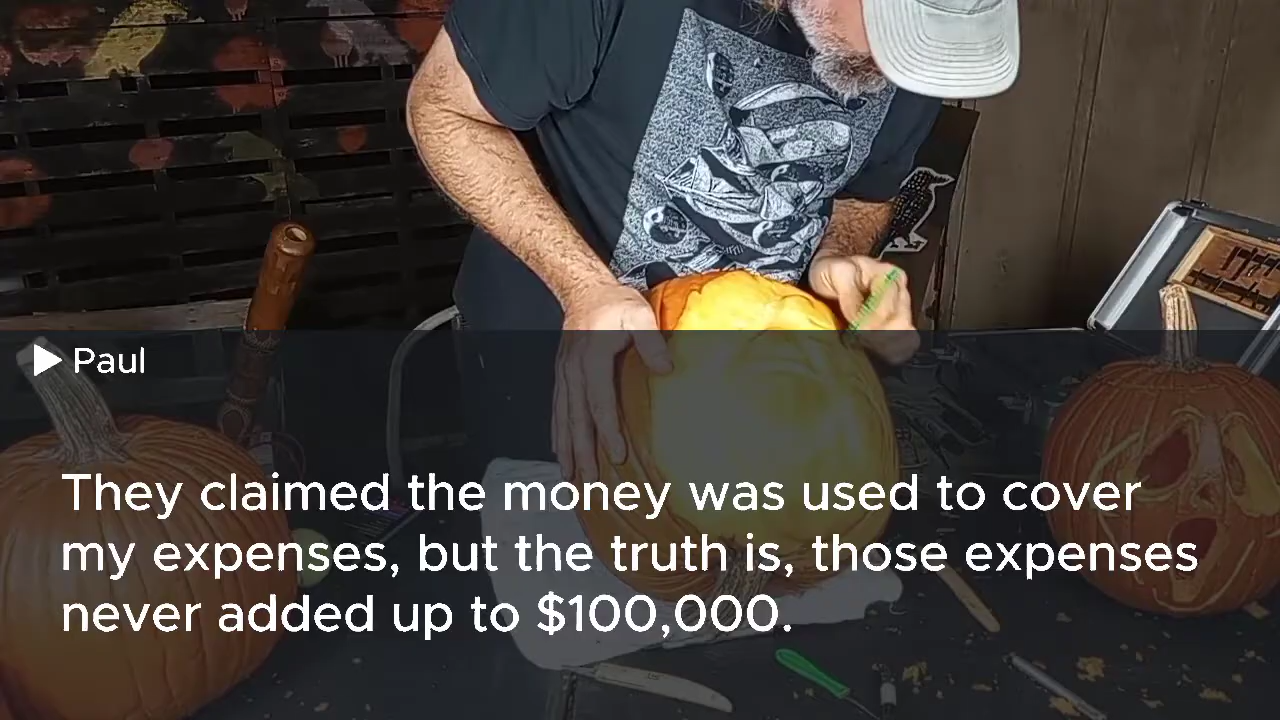 Paul
They claimed the money was used to cover
my expenses, but the truth is, those expenses
never added up to $100,000.